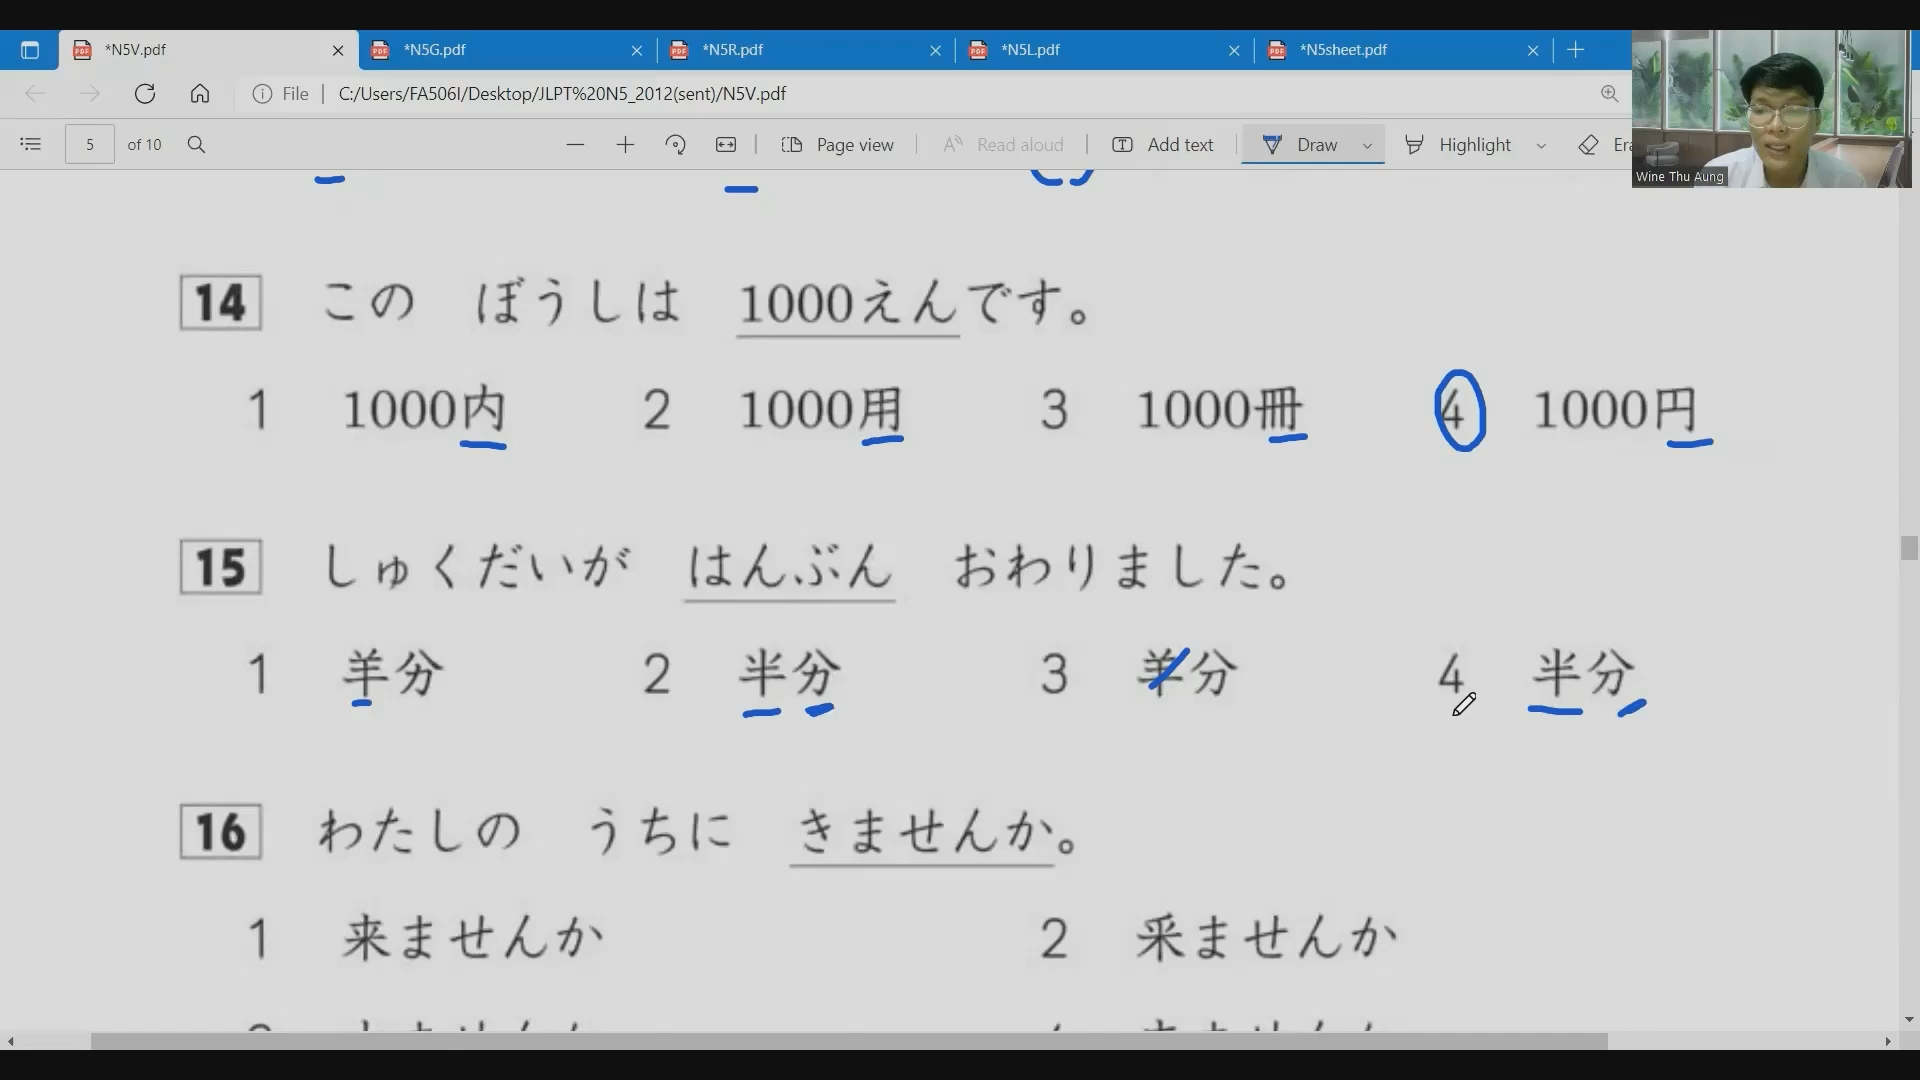 *N5V.pdf *N5G.pdf *N5R.pdf *N5L.pdf *N5sheet.pdf
File C:/Users/FA506I/Desktop/JLPT%20N5_2012(sent)/N5V.pdf
5 of 10 Page view Read aloud Add text Draw Highlight
Wine Thu Aung
14 この ぼうしは 1000えんです。
1 1000内 2 1000用 3 1000冊 4 1000円
15 しゅくだいが はんぶん おわりました。
1 分 2 半分 3 分 4 半分
16 わたしの うちに きませんか。
1 来ませんか 2 ませんか